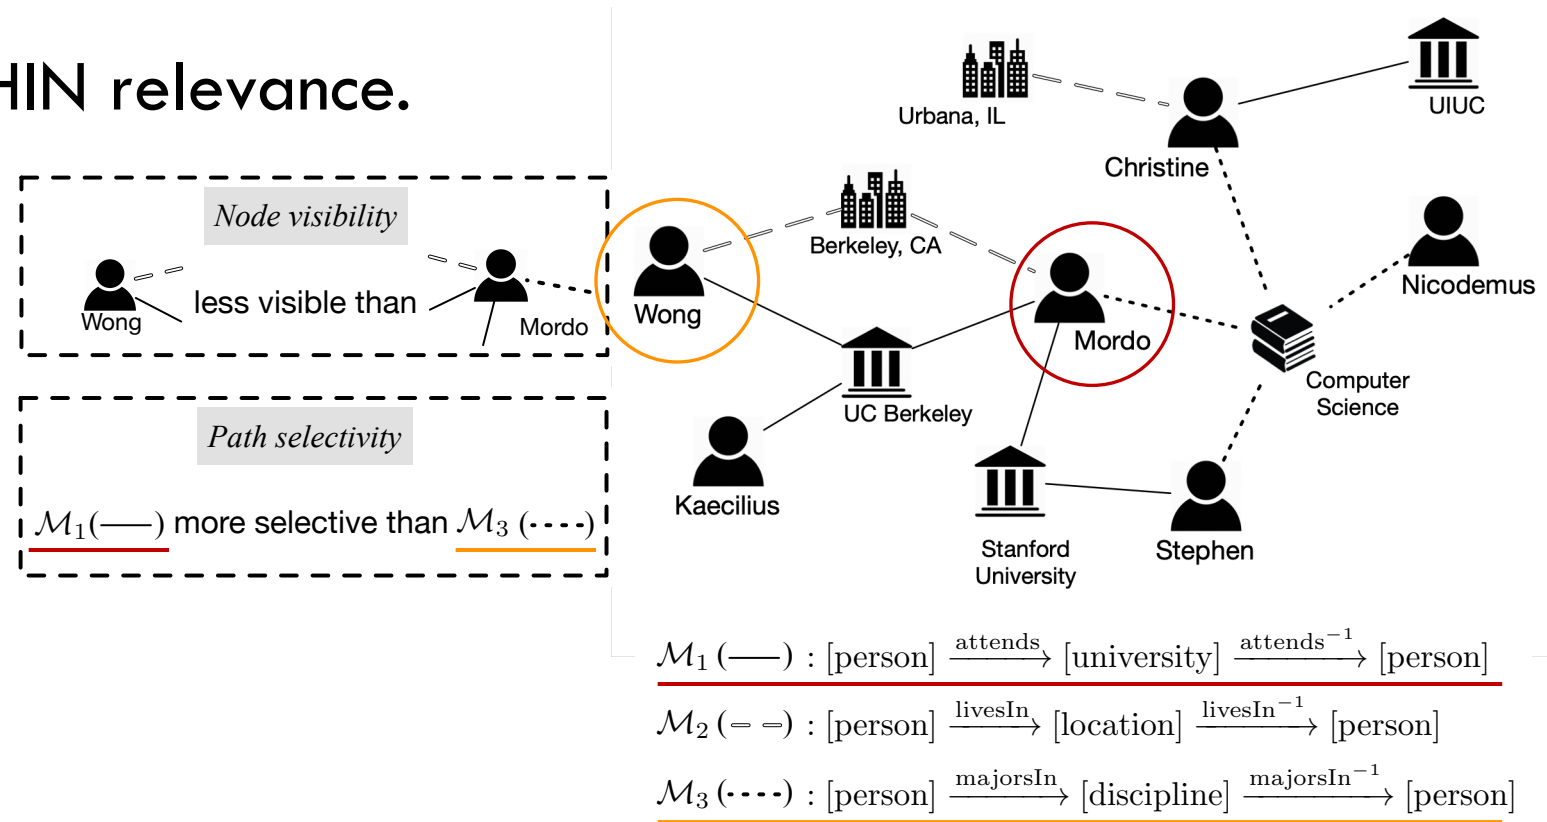 HIN relevance.
Node visibility
Wong
less visible than
Mordo
Path selectivity
ℳ₁(——) more selective than ℳ₃ (····)
Urbana, IL
Christine
UIUC
Berkeley, CA
Wong
Mordo
Nicodemus
Computer
Science
UC Berkeley
Kaecilius
Stanford
University
Stephen
ℳ₁ (——) : [person] —attends→ [university] —attends⁻¹→ [person]
ℳ₂ (– –) : [person] —livesIn→ [location] —livesIn⁻¹→ [person]
ℳ₃ (····) : [person] —majorsIn→ [discipline] —majorsIn⁻¹→ [person]